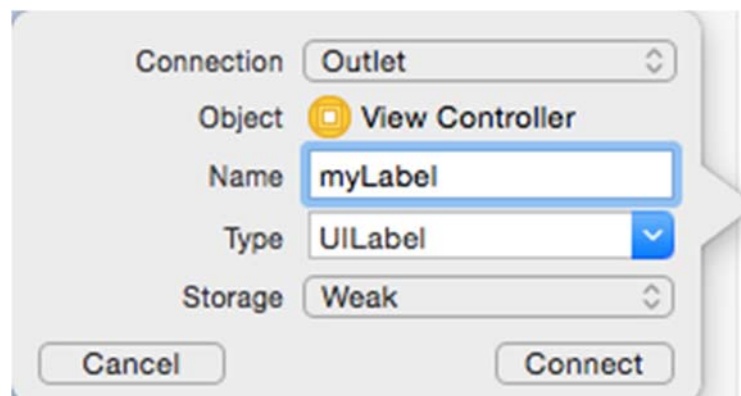 Connection Outlet
Object View Controller
Name myLabel
Type UILabel
Storage Weak
Cancel Connect